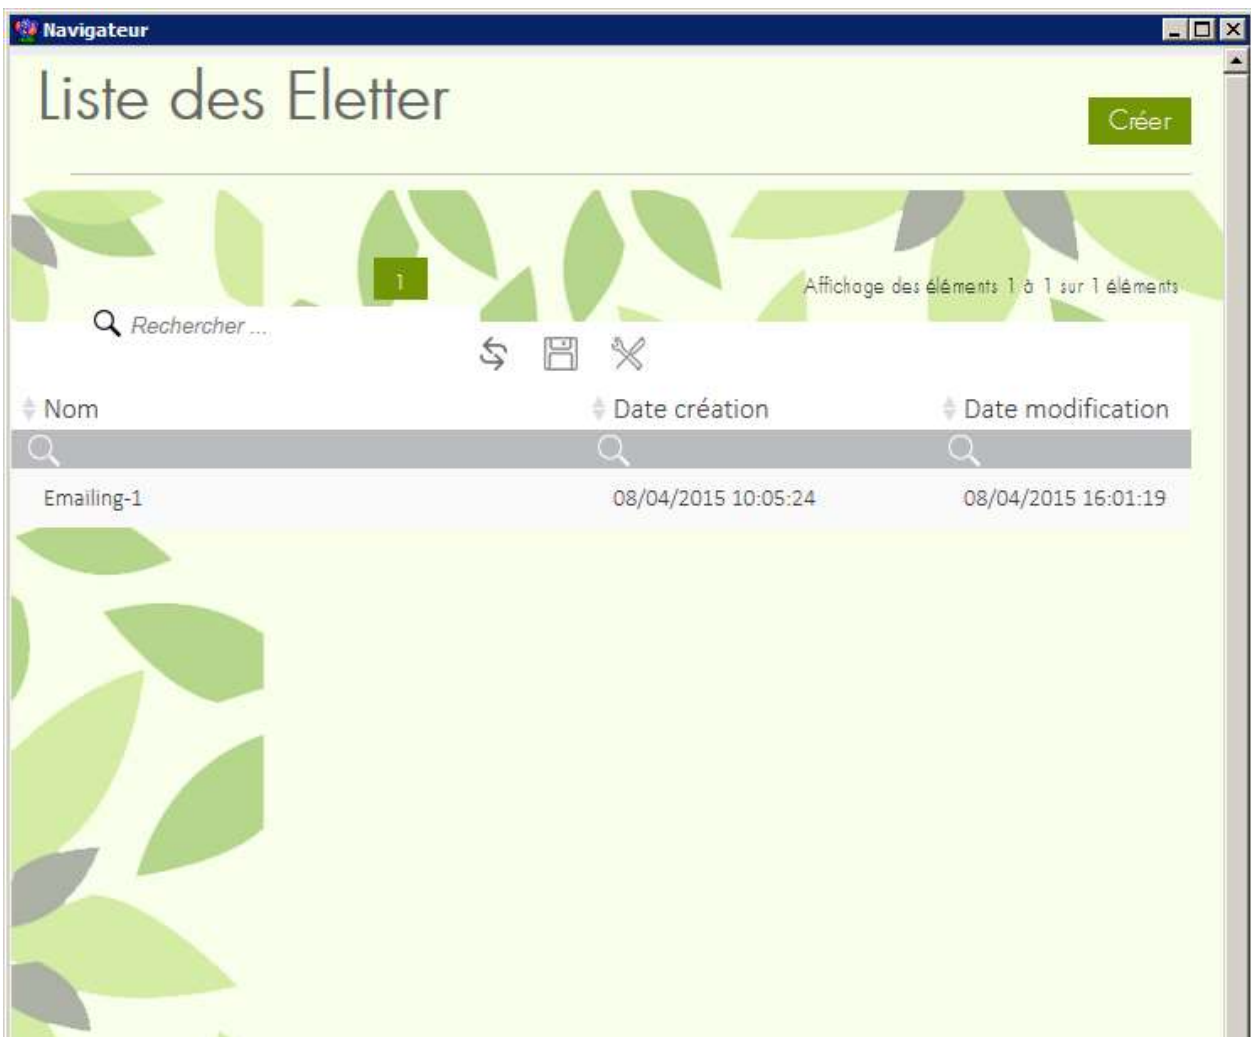 Navigateur
Liste des Eletter
Créer
1
Affichage des éléments 1 à 1 sur 1 éléments
Rechercher ...
Nom Date création Date modification
Emailing-1 08/04/2015 10:05:24 08/04/2015 16:01:19